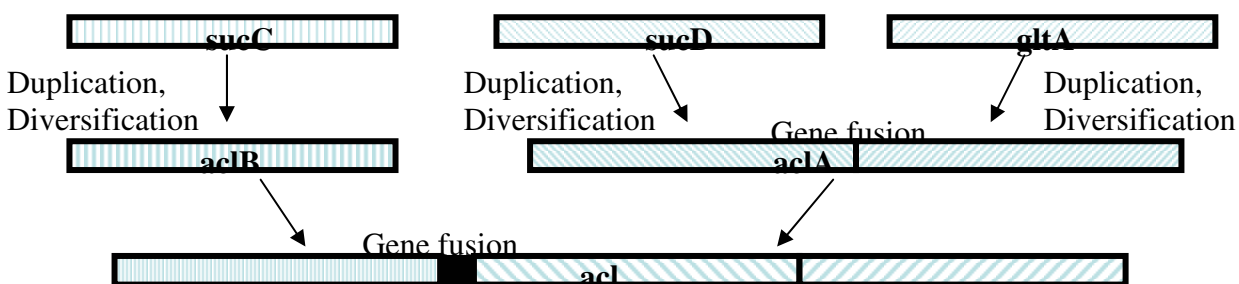 sucC sucD gltA
Duplication, Duplication, Duplication,
Diversification Diversification Diversification
Gene fusion
aclB aclA
Gene fusion
acl